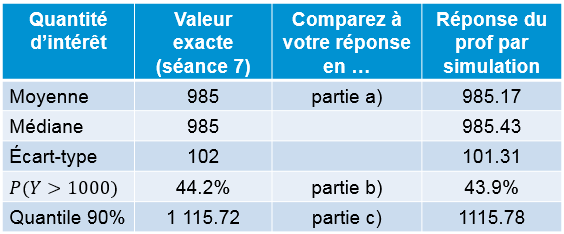 Quantité d'intérêt Valeur exacte (séance 7) Comparez à votre réponse en … Réponse du prof par simulation
Moyenne 985 partie a) 985.17
Médiane 985 985.43
Écart-type 102 101.31
P(Y > 1000) 44.2% partie b) 43.9%
Quantile 90% 1 115.72 partie c) 1115.78